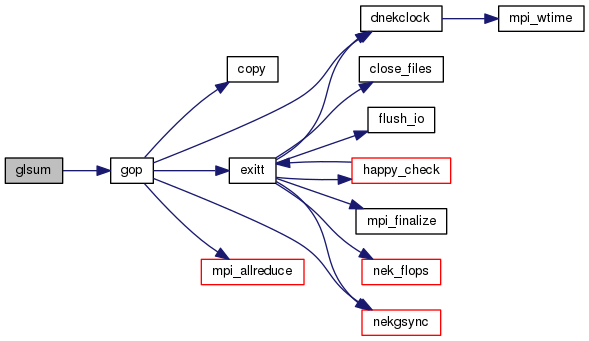 dnekclock
mpi_wtime
copy
close_files
flush_io
glsum
gop
exitt
happy_check
mpi_finalize
mpi_allreduce
nek_flops
nekgsync